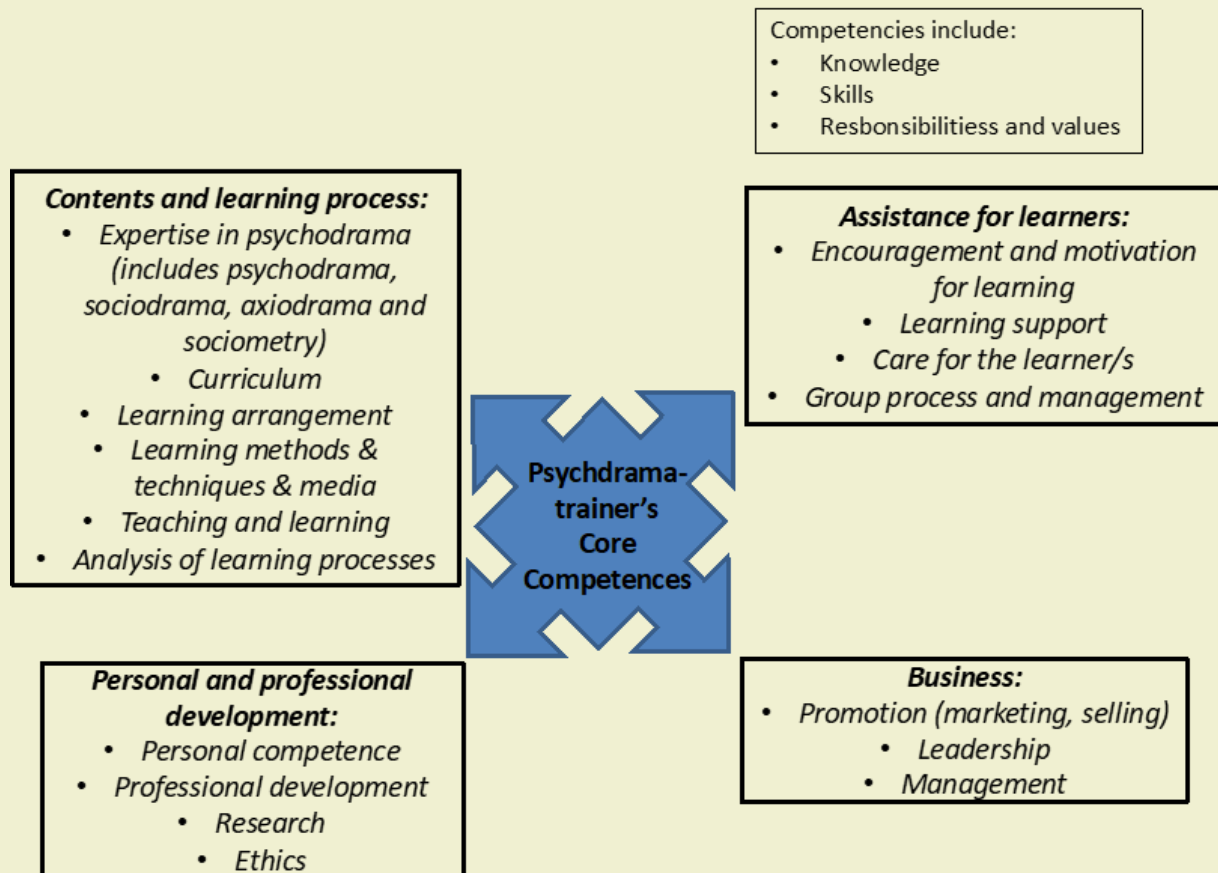 Competencies include:
• Knowledge
• Skills
• Resbonsibilitiess and values
Contents and learning process:
• Expertise in psychodrama
(includes psychodrama,
sociodrama, axiodrama and
sociometry)
• Curriculum
• Learning arrangement
• Learning methods &
techniques & media
• Teaching and learning
• Analysis of learning processes
Assistance for learners:
• Encouragement and motivation
for learning
• Learning support
• Care for the learner/s
• Group process and management
Psychdrama-
trainer's
Core
Competences
Personal and professional
development:
• Personal competence
• Professional development
• Research
• Ethics
Business:
• Promotion (marketing, selling)
• Leadership
• Management